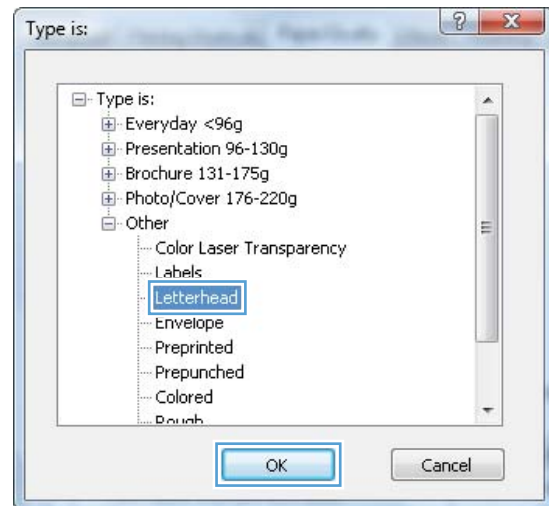 Type is:
Type is:
Everyday <96g
Presentation 96-130g
Brochure 131-175g
Photo/Cover 176-220g
Other
Color Laser Transparency
Labels
Letterhead
Envelope
Preprinted
Prepunched
Colored
Rough
OK
Cancel